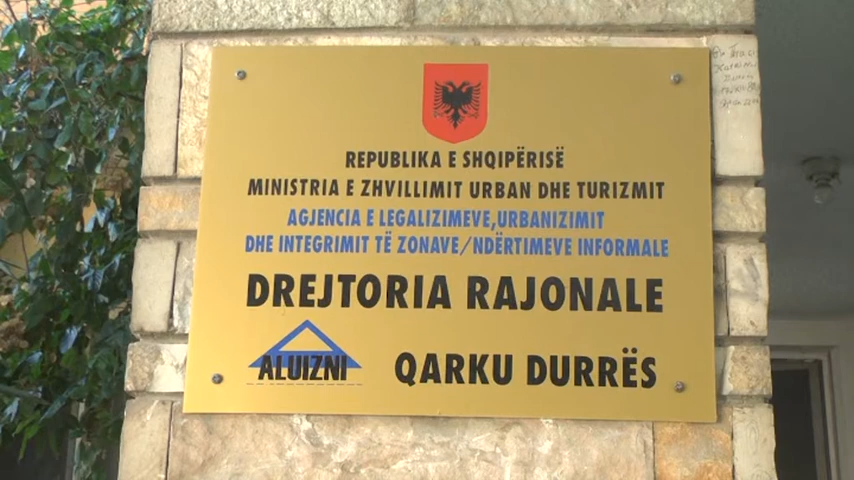 REPUBLIKA E SHQIPËRISË
MINISTRIA E ZHVILLIMIT URBAN DHE TURIZMIT
AGJENCIA E LEGALIZIMEVE,URBANIZIMIT
DHE INTEGRIMIT TË ZONAVE/NDËRTIMEVE INFORMALE
DREJTORIA RAJONALE
ALUIZNI QARKU DURRËS